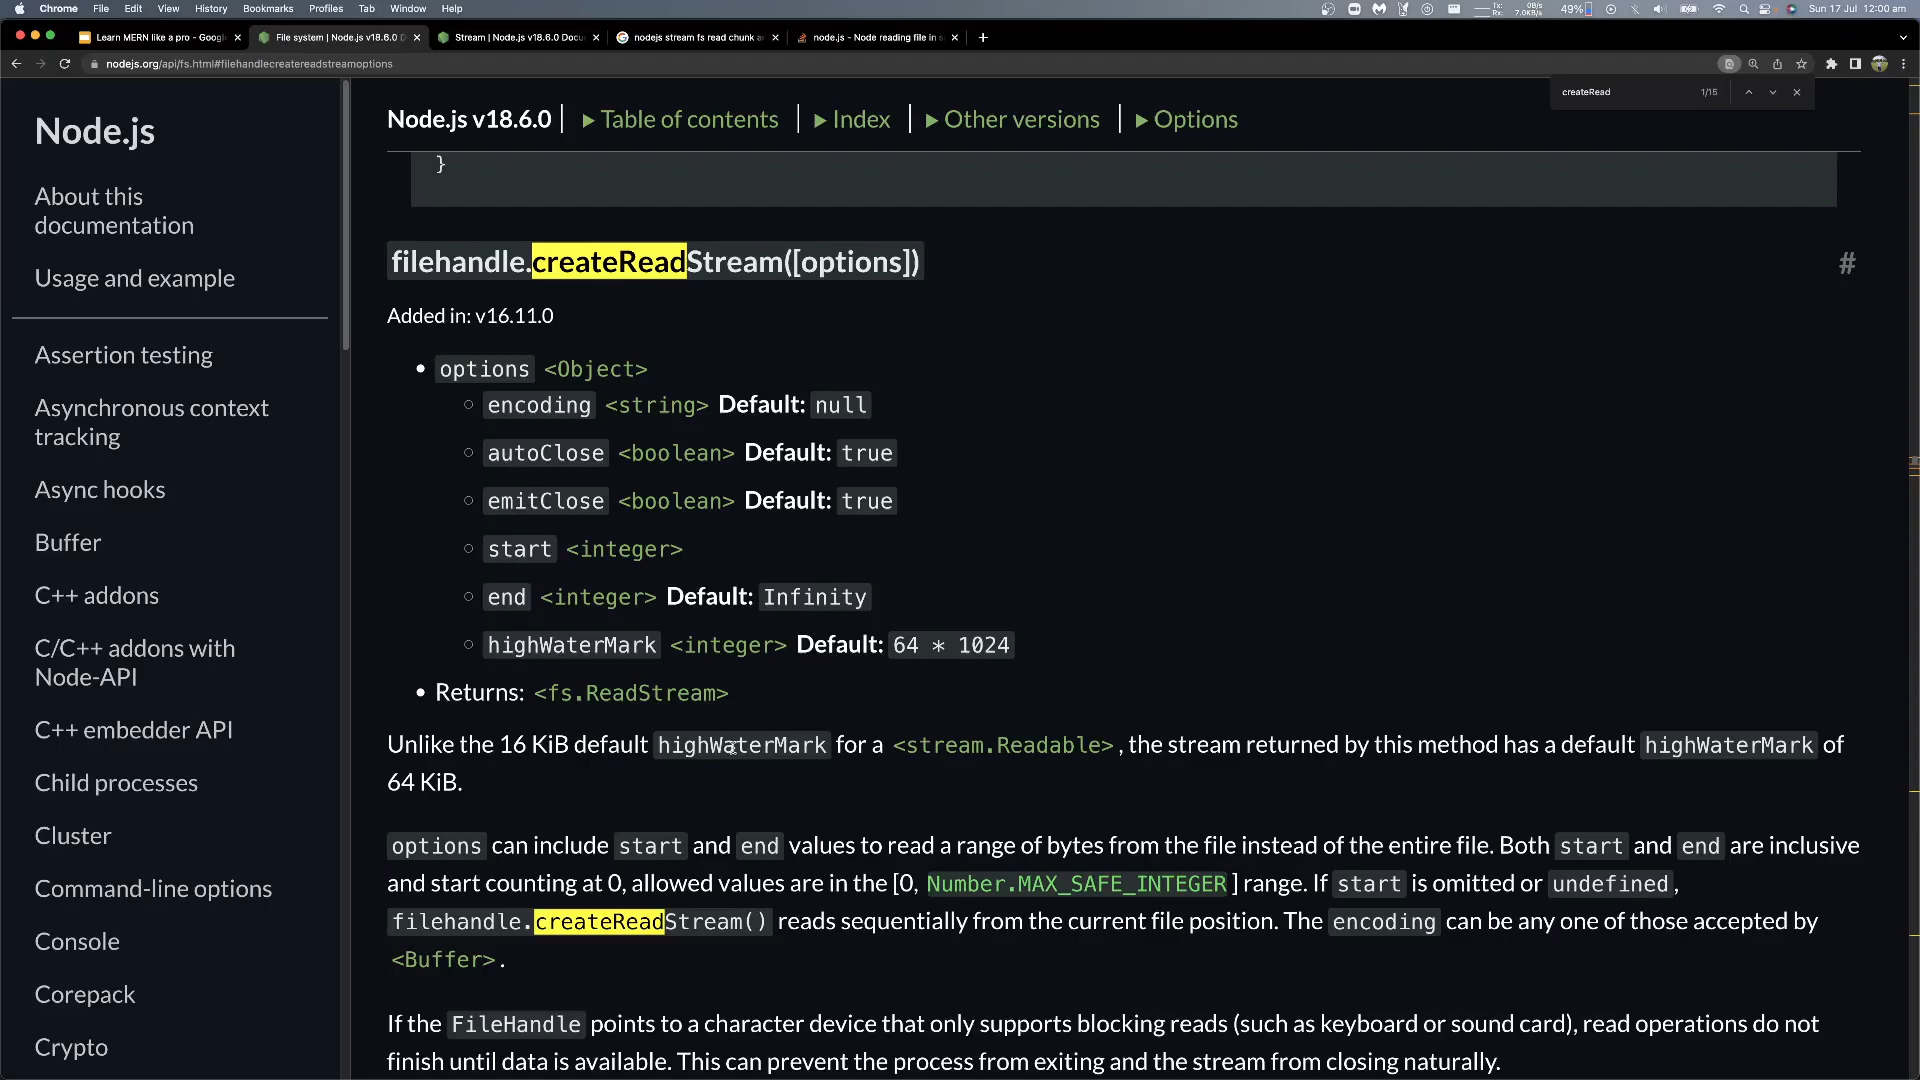 Chrome File Edit View History Bookmarks Profiles Tab Window Help
49% Sun 17 Jul 12:00 am
Learn MERN like a pro - Google
File system | Node.js v18.6.0 D
Stream | Node.js v18.6.0 Docu
nodejs stream fs read chunk a
node.js - Node reading file in s
nodejs.org/api/fs.html#filehandlecreatereadstreamoptions
createRead 1/15
Node.js
About this
documentation
Usage and example
Assertion testing
Asynchronous context
tracking
Async hooks
Buffer
C++ addons
C/C++ addons with
Node-API
C++ embedder API
Child processes
Cluster
Command-line options
Console
Corepack
Crypto
Node.js v18.6.0 | ▶ Table of contents | ▶ Index | ▶ Other versions | ▶ Options
}
filehandle.createReadStream([options]) #
Added in: v16.11.0
• options <Object>
○ encoding <string> Default: null
○ autoClose <boolean> Default: true
○ emitClose <boolean> Default: true
○ start <integer>
○ end <integer> Default: Infinity
○ highWaterMark <integer> Default: 64 * 1024
• Returns: <fs.ReadStream>
Unlike the 16 KiB default highWaterMark for a <stream.Readable>, the stream returned by this method has a default highWaterMark of
64 KiB.
options can include start and end values to read a range of bytes from the file instead of the entire file. Both start and end are inclusive
and start counting at 0, allowed values are in the [0, Number.MAX_SAFE_INTEGER] range. If start is omitted or undefined,
filehandle.createReadStream() reads sequentially from the current file position. The encoding can be any one of those accepted by
<Buffer>.
If the FileHandle points to a character device that only supports blocking reads (such as keyboard or sound card), read operations do not
finish until data is available. This can prevent the process from exiting and the stream from closing naturally.